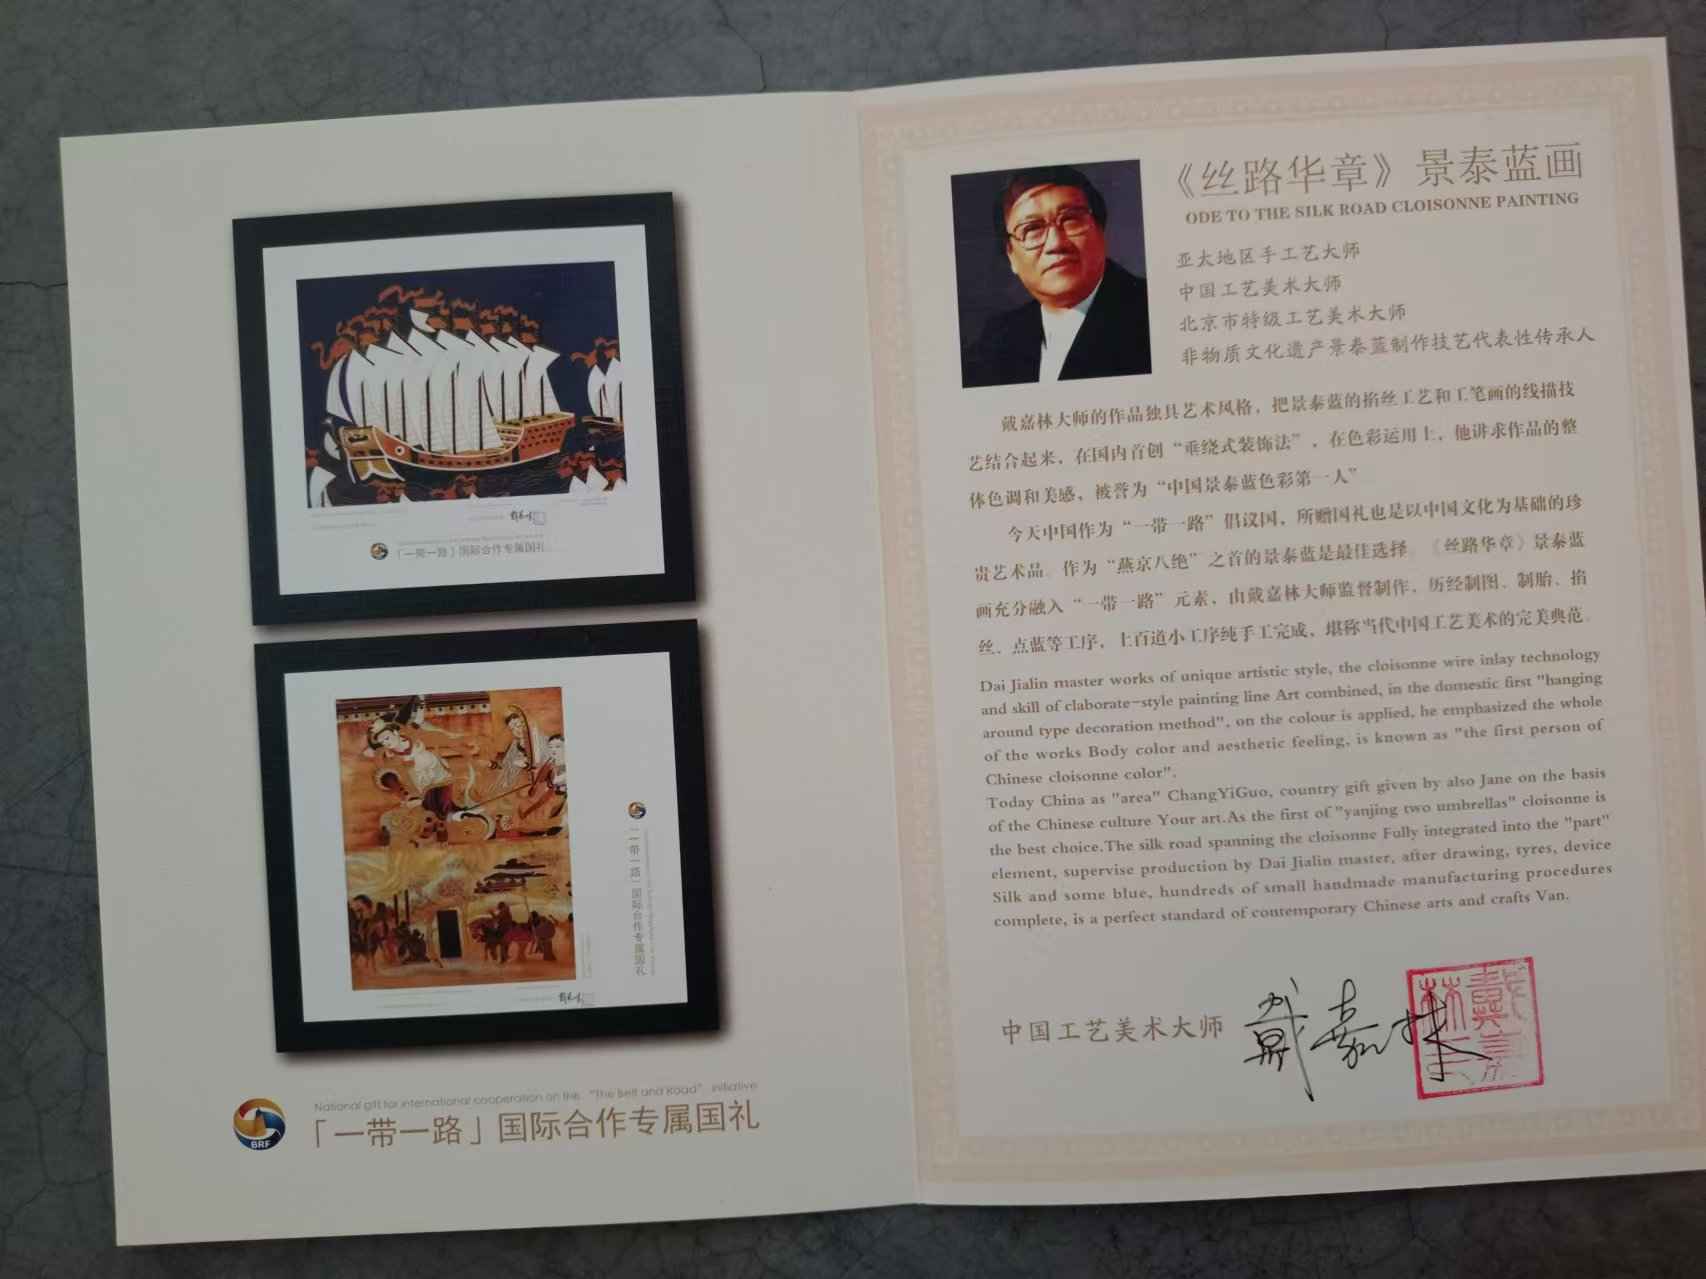 「一带一路」国际合作专属国礼
「一带一路」国际合作专属国礼
National gift for international cooperation on the "The Belt and Road" initiative
BRF
「一带一路」国际合作专属国礼
《丝路华章》景泰蓝画
ODE TO THE SILK ROAD CLOISONNE PAINTING
亚太地区手工艺大师
中国工艺美术大师
北京市特级工艺美术大师
非物质文化遗产景泰蓝制作技艺代表性传承人
戴嘉林大师的作品独具艺术风格，把景泰蓝的掐丝工艺和工笔画的线描技
艺结合起来，在国内首创“垂绕式装饰法”，在色彩运用上，他讲求作品的整
体色调和美感，被誉为“中国景泰蓝色彩第一人”
今天中国作为“一带一路”倡议国，所赠国礼也是以中国文化为基础的珍
贵艺术品。作为“燕京八绝”之首的景泰蓝是最佳选择。《丝路华章》景泰蓝
画充分融入“一带一路”元素，由戴嘉林大师监督制作，历经制图、制胎、掐
丝、点蓝等工序，上百道小工序纯手工完成，堪称当代中国工艺美术的完美典范。
Dai Jialin master works of unique artistic style, the cloisonne wire inlay technology
and skill of claborate-style painting line Art combined, in the domestic first "hanging
around type decoration method", on the colour is applied, he emphasized the whole
of the works Body color and aesthetic feeling, is known as "the first person of
Chinese cloisonne color".
Today China as "area" ChangYiGuo, country gift given by also Jane on the basis
of the Chinese culture Your art.As the first of "yanjing two umbrellas" cloisonne is
the best choice.The silk road spanning the cloisonne Fully integrated into the "part"
element, supervise production by Dai Jialin master, after drawing, tyres, device
Silk and some blue, hundreds of small handmade manufacturing procedures
complete, is a perfect standard of contemporary Chinese arts and crafts Van.
中国工艺美术大师 戴嘉林